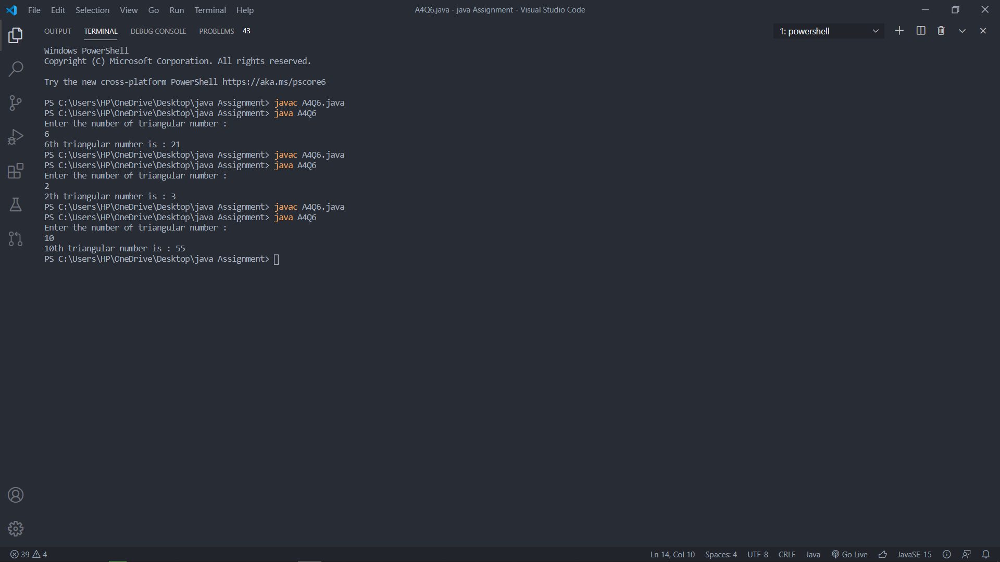 File Edit Selection View Go Run Terminal Help
A4Q6.java - java Assignment - Visual Studio Code
OUTPUT TERMINAL DEBUG CONSOLE PROBLEMS 43
1: powershell
Windows PowerShell
Copyright (C) Microsoft Corporation. All rights reserved.
Try the new cross-platform PowerShell https://aka.ms/pscore6
PS C:\Users\HP\OneDrive\Desktop\java Assignment> javac A4Q6.java
PS C:\Users\HP\OneDrive\Desktop\java Assignment> java A4Q6
Enter the number of triangular number :
6
6th triangular number is : 21
PS C:\Users\HP\OneDrive\Desktop\java Assignment> javac A4Q6.java
PS C:\Users\HP\OneDrive\Desktop\java Assignment> java A4Q6
Enter the number of triangular number :
2
2th triangular number is : 3
PS C:\Users\HP\OneDrive\Desktop\java Assignment> javac A4Q6.java
PS C:\Users\HP\OneDrive\Desktop\java Assignment> java A4Q6
Enter the number of triangular number :
10
10th triangular number is : 55
PS C:\Users\HP\OneDrive\Desktop\java Assignment>
39 4
Ln 14, Col 10 Spaces: 4 UTF-8 CRLF Java Go Live JavaSE-15